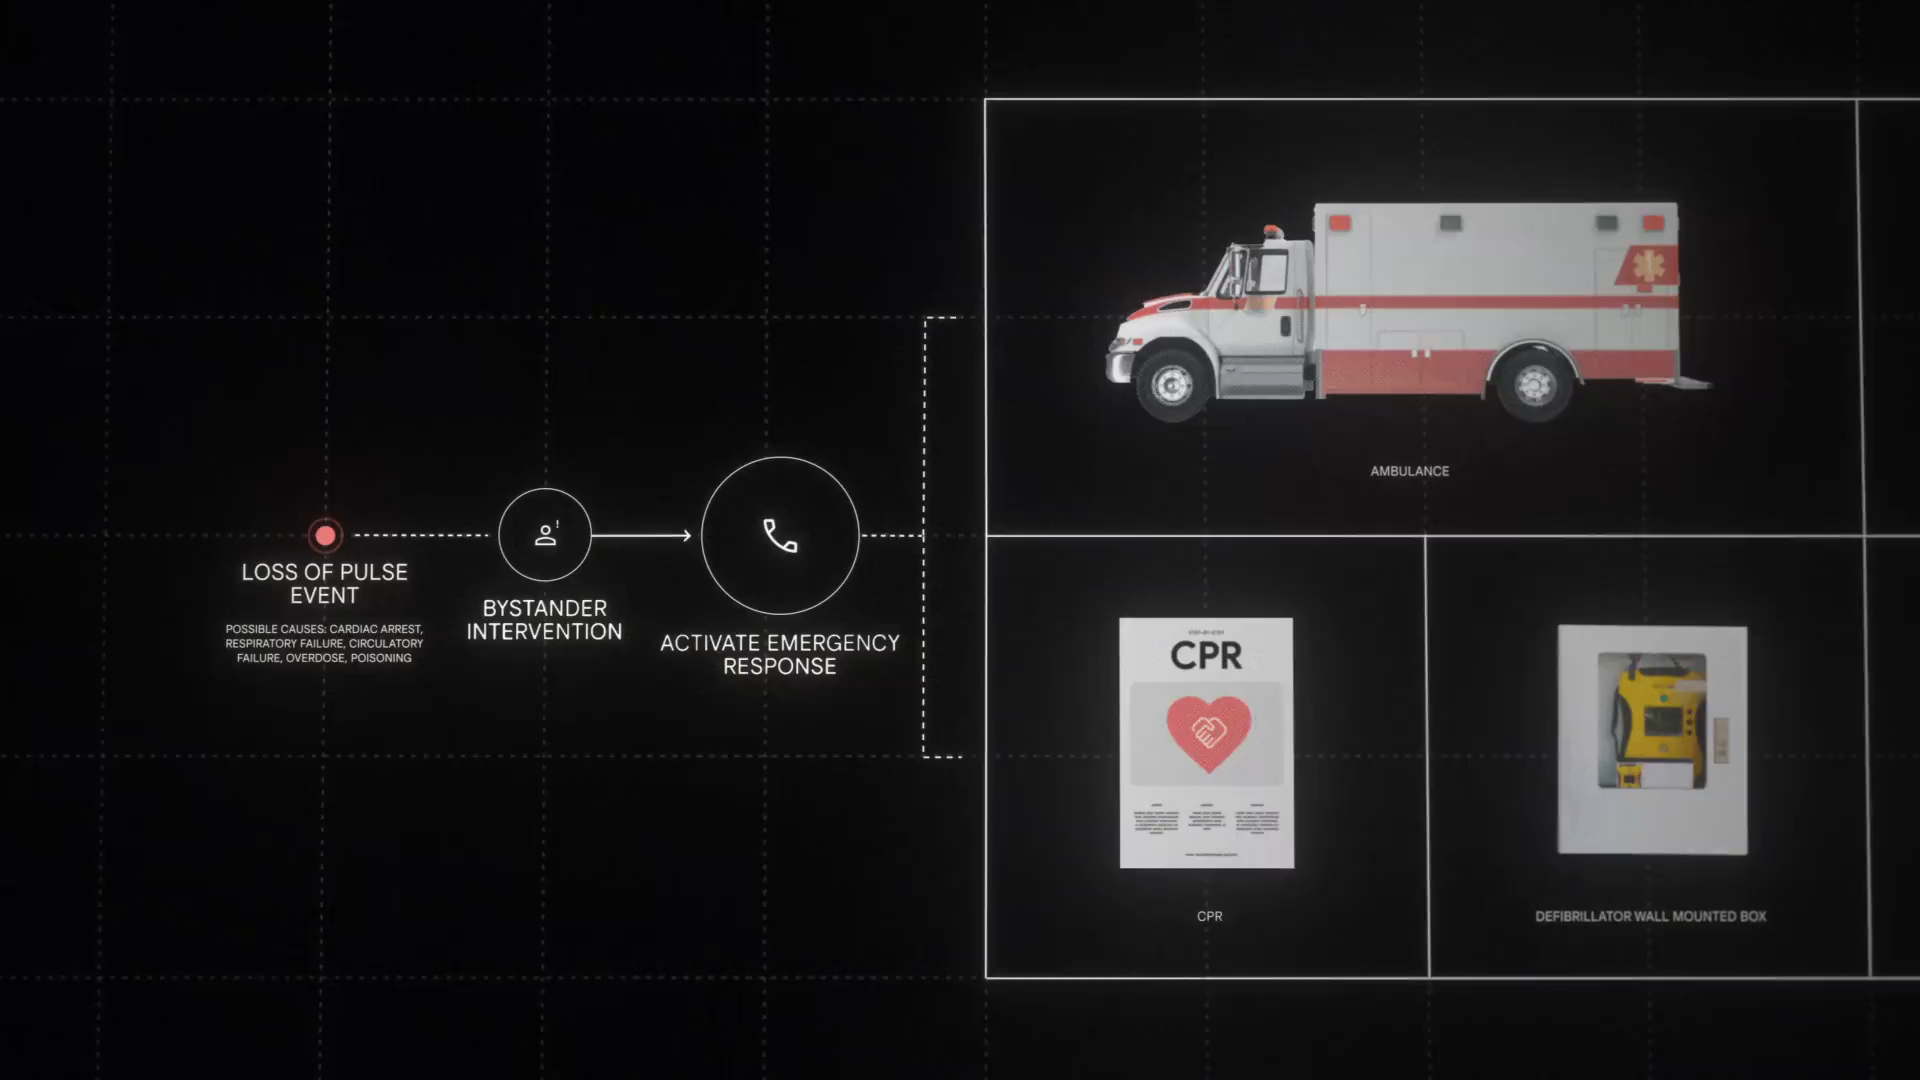 LOSS OF PULSE
EVENT
POSSIBLE CAUSES: CARDIAC ARREST,
RESPIRATORY FAILURE, CIRCULATORY
FAILURE, OVERDOSE, POISONING
!
BYSTANDER
INTERVENTION
ACTIVATE EMERGENCY
RESPONSE
AMBULANCE
CPR
CPR
DEFIBRILLATOR WALL MOUNTED BOX